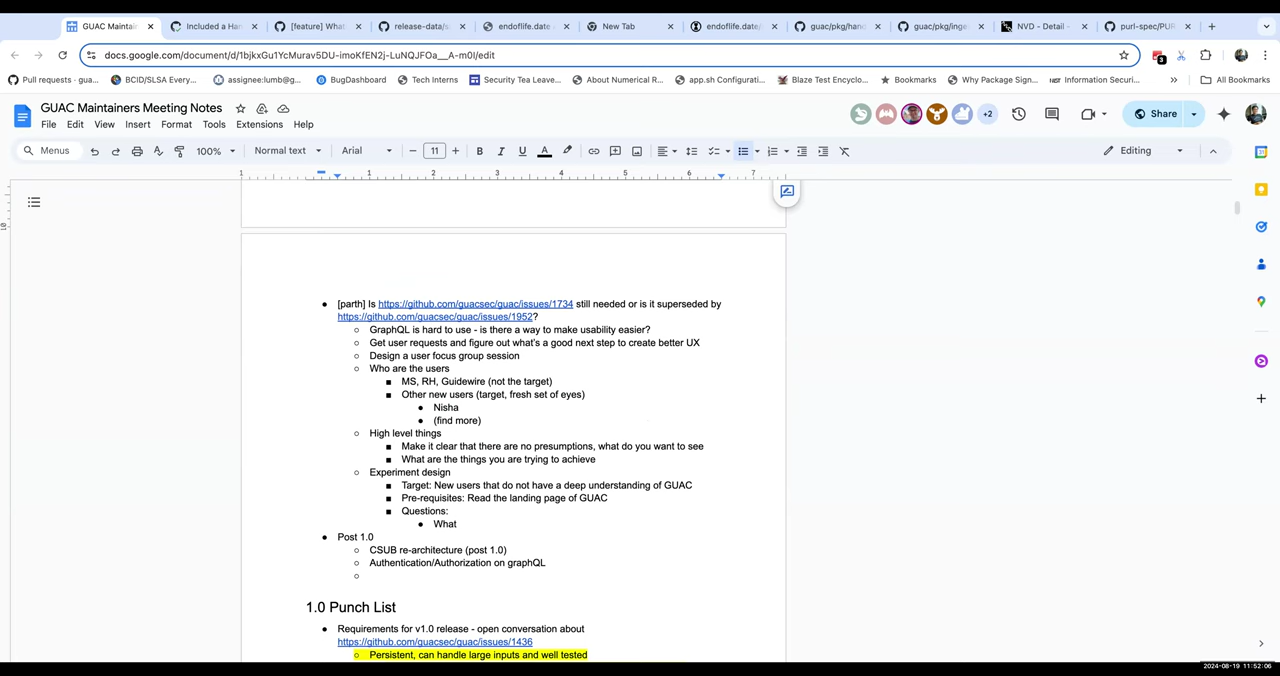 GUAC Maintainers Meeting
Included a Han
[feature] What
release-data/s
endoflife.date
New Tab
endoflife/
guac/pkg/hand
guac/pkg/inge
NVD - Detail -
purl-spec/PUR
docs.google.com/document/d/1bjkxGu1YcMurav5DU-imoKfEN2j-LuNQJFOa__A-m0I/edit
3
Pull requests · gua...
BCID/SLSA Every...
assignee:lumb@g...
BugDashboard
Tech Interns
Security Tea Leave...
About Numerical R...
app.sh Configurati...
Blaze Test Encyclo...
Bookmarks
Why Package Sign...
Information Securi...
»
All Bookmarks
GUAC Maintainers Meeting Notes
+2
Share
File Edit View Insert Format Tools Extensions Help
Menus
100%
Normal text
Arial
11
B I U A
Editing
1 1 2 3 4 5 6 7
● [parth] Is https://github.com/guacsec/guac/issues/1734 still needed or is it superseded by
https://github.com/guacsec/guac/issues/1952?
○ GraphQL is hard to use - is there a way to make usability easier?
○ Get user requests and figure out what's a good next step to create better UX
○ Design a user focus group session
○ Who are the users
■ MS, RH, Guidewire (not the target)
■ Other new users (target, fresh set of eyes)
● Nisha
● (find more)
○ High level things
■ Make it clear that there are no presumptions, what do you want to see
■ What are the things you are trying to achieve
○ Experiment design
■ Target: New users that do not have a deep understanding of GUAC
■ Pre-requisites: Read the landing page of GUAC
■ Questions:
● What
● Post 1.0
○ CSUB re-architecture (post 1.0)
○ Authentication/Authorization on graphQL
○
1.0 Punch List
● Requirements for v1.0 release - open conversation about
https://github.com/guacsec/guac/issues/1436
○ Persistent, can handle large inputs and well tested
2024-08-19 11:52:06